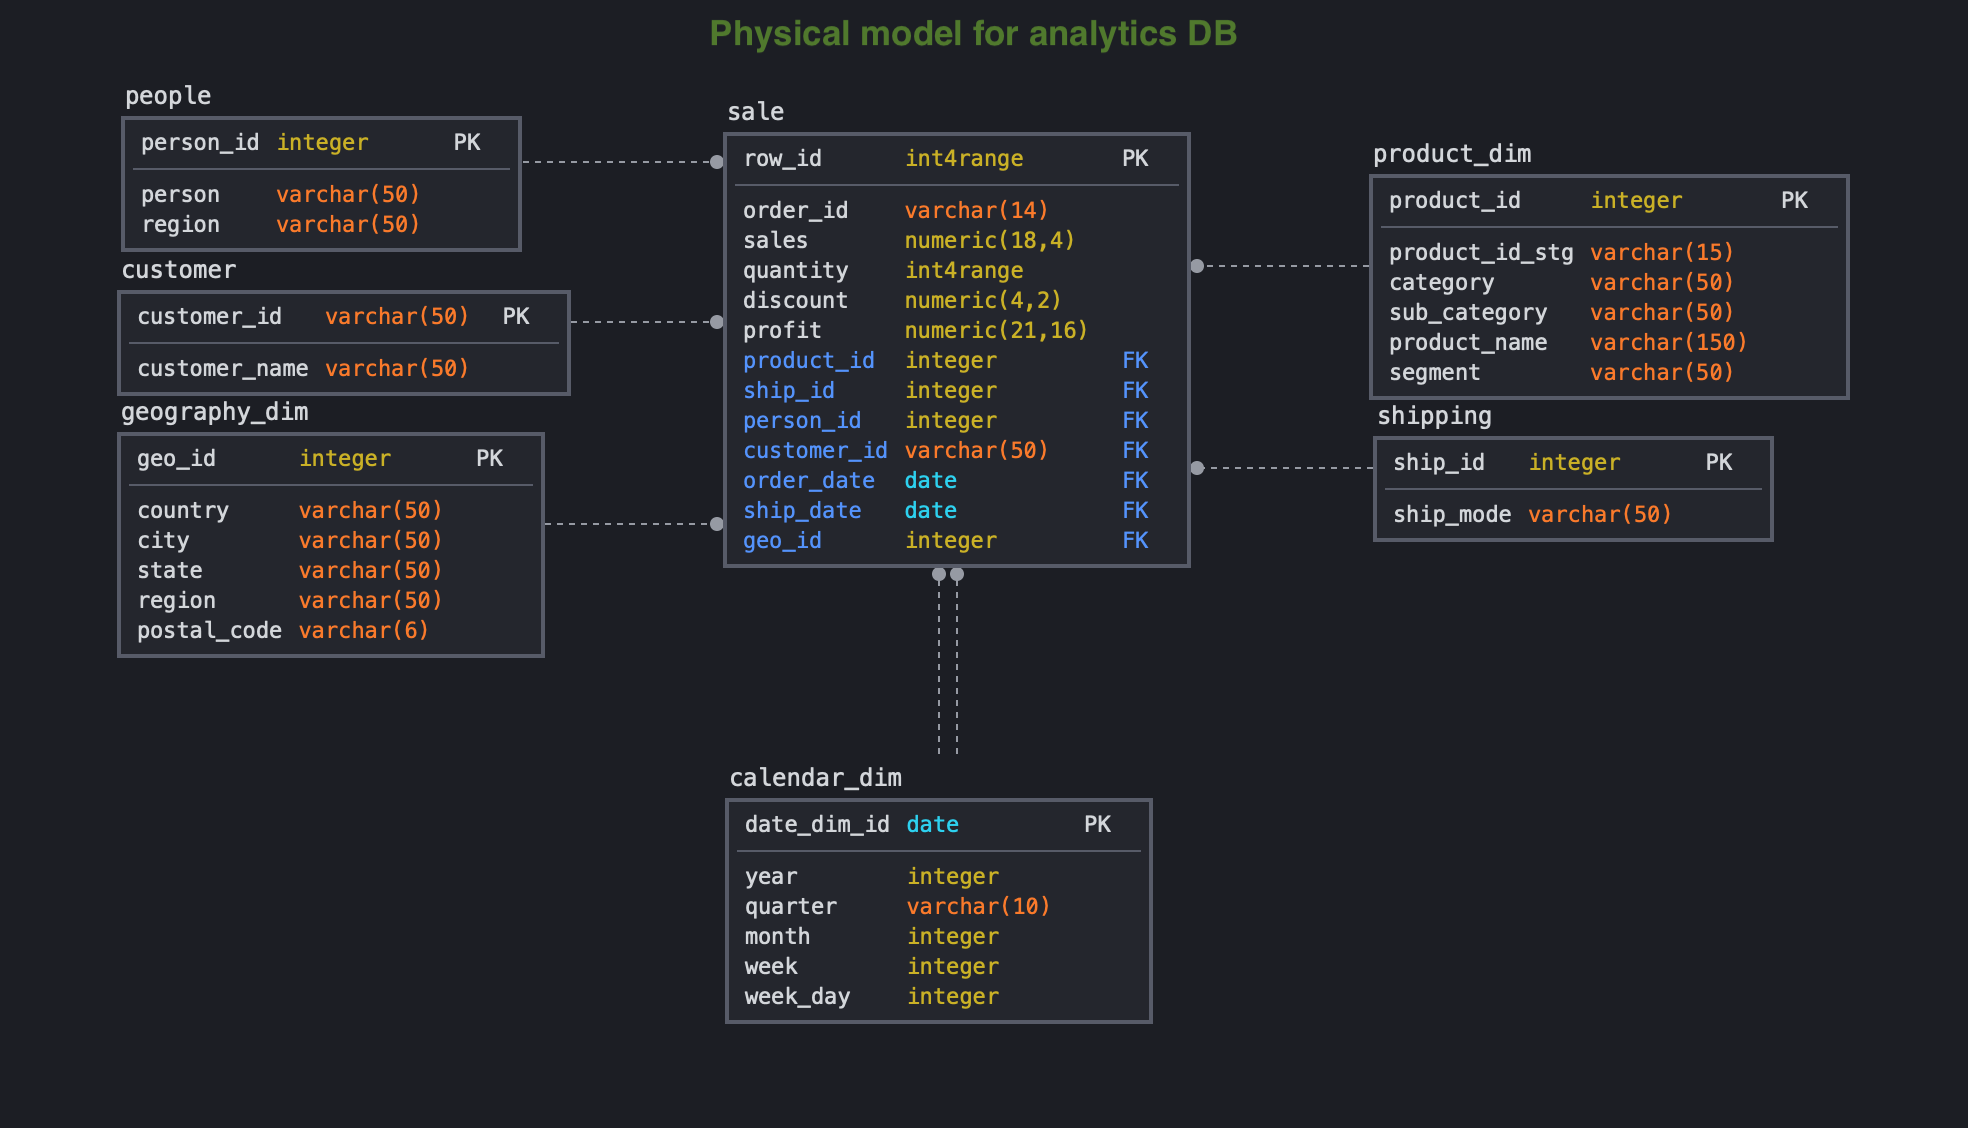 Physical model for analytics DB
people
person_id integer PK
person varchar(50)
region varchar(50)
customer
customer_id varchar(50) PK
customer_name varchar(50)
geography_dim
geo_id integer PK
country varchar(50)
city varchar(50)
state varchar(50)
region varchar(50)
postal_code varchar(6)
sale
row_id int4range PK
order_id varchar(14)
sales numeric(18,4)
quantity int4range
discount numeric(4,2)
profit numeric(21,16)
product_id integer FK
ship_id integer FK
person_id integer FK
customer_id varchar(50) FK
order_date date FK
ship_date date FK
geo_id integer FK
product_dim
product_id integer PK
product_id_stg varchar(15)
category varchar(50)
sub_category varchar(50)
product_name varchar(150)
segment varchar(50)
shipping
ship_id integer PK
ship_mode varchar(50)
calendar_dim
date_dim_id date PK
year integer
quarter varchar(10)
month integer
week integer
week_day integer